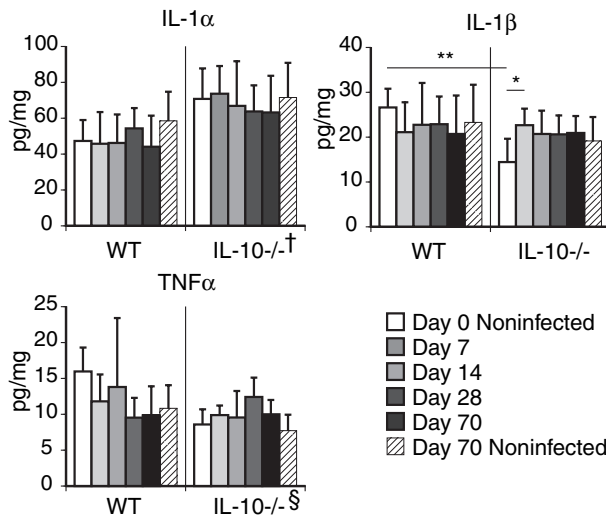 IL-1α
100
80
60
40
20
0
pg/mg
WT
IL-10-/-†
IL-1β
40
30
20
10
0
pg/mg
**
*
WT
IL-10-/-
TNFα
25
20
15
10
5
0
pg/mg
WT
IL-10-/-§
Day 0 Noninfected
Day 7
Day 14
Day 28
Day 70
Day 70 Noninfected